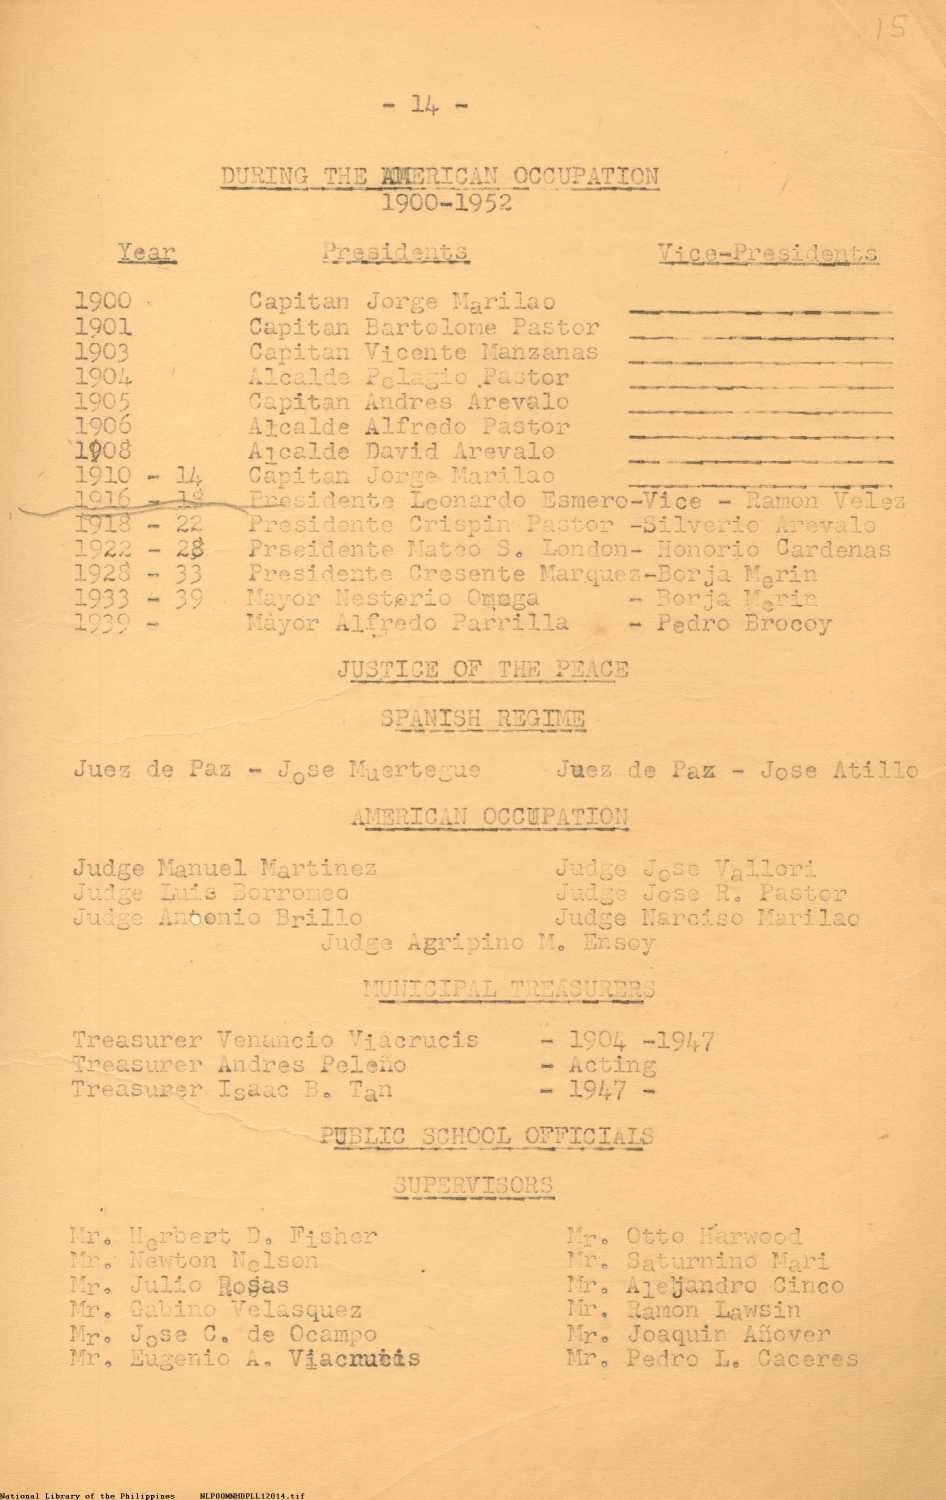 15
- 14 -
DURING THE AMERICAN OCCUPATION
1900-1952
Year Presidents Vice-Presidents
1900 Capitan Jorge Marilao
1901 Capitan Bartolome Pastor
1903 Capitan Vicente Manzanas
1904 Alcalde Pelagio Pastor
1905 Capitan Andres Arevalo
1906 Alcalde Alfredo Pastor
1908 Alcalde David Arevalo
1910 - 14 Capitan Jorge Marilao
1916 - 18 Presidente Leonardo Esmero-Vice - Ramon Velez
1918 - 22 Presidente Crispin Pastor -Silverio Arevalo
1922 - 28 Prseidente Mateo S. London- Honorio Cardenas
1928 - 33 Presidente Cresente Marquez-Borja Merin
1933 - 39 Mayor Nestorio - Borja Merin
1939 - Mayor Alfredo Parrilla - Pedro Brocoy
JUSTICE OF THE PEACE
SPANISH REGIME
Juez de Paz - Jose Muertegue Juez de Paz - Jose Atillo
AMERICAN OCCUPATION
Judge Manuel Martinez Judge Jose Valleri
Judge Luis Borromeo Judge Jose R. Pastor
Judge Antonio Brillo Judge Narciso Marilao
Judge Agripino M. Ensoy
MUNICIPAL TREASURERS
Treasurer Venancio Viacrucis - 1904 -1947
Treasurer Andres Peleño - Acting
Treasurer Isaac B. Tan - 1947 -
PUBLIC SCHOOL OFFICIALS
SUPERVISORS
Mr. Herbert D. Fisher Mr. Otto Harwood
Mr. Newton Nelson Mr. Saturnino Mari
Mr. Julio Rosas Mr. Alejandro Cinco
Mr. Gabino Velasquez Mr. Ramon Lawsin
Mr. Jose C. de Ocampo Mr. Joaquin Añover
Mr. Eugenio A. Viacrucis Mr. Pedro L. Caceres
National Library of the Philippines NLPOOMNHDPLL12014.tif